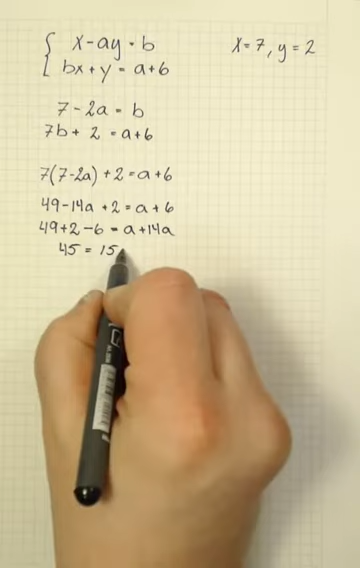 x-ay=b
x=7, y=2
bx+y=a+6
7-2a=b
7b+2=a+6
7(7-2a)+2=a+6
49-14a+2=a+6
49+2-6=a+14a
45=15